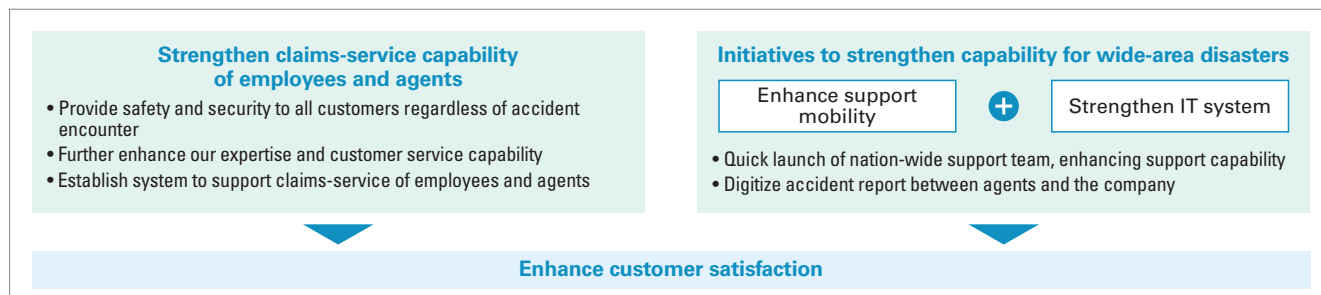 Strengthen claims-service capability
of employees and agents
• Provide safety and security to all customers regardless of accident
encounter
• Further enhance our expertise and customer service capability
• Establish system to support claims-service of employees and agents
Initiatives to strengthen capability for wide-area disasters
Enhance support
mobility
+
Strengthen IT system
• Quick launch of nation-wide support team, enhancing support capability
• Digitize accident report between agents and the company
Enhance customer satisfaction